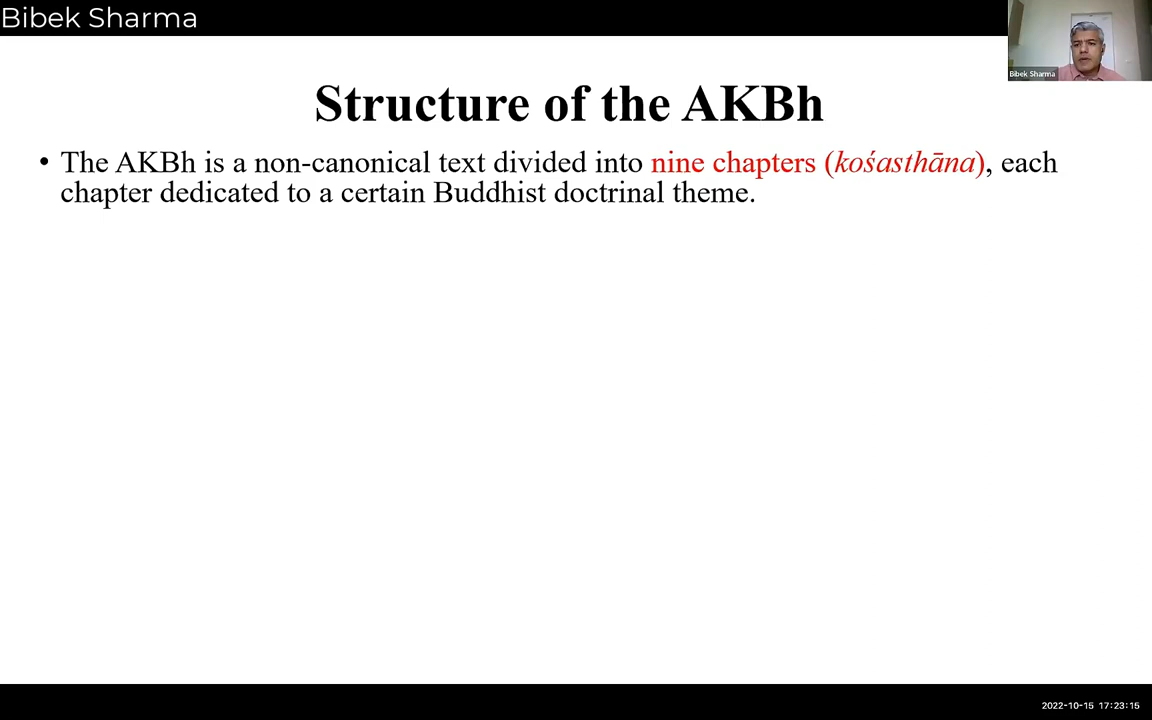 Bibek Sharma
Bibek Sharma
Structure of the AKBh
• The AKBh is a non-canonical text divided into nine chapters (kośasthāna), each
chapter dedicated to a certain Buddhist doctrinal theme.
2022-10-15 17:23:15